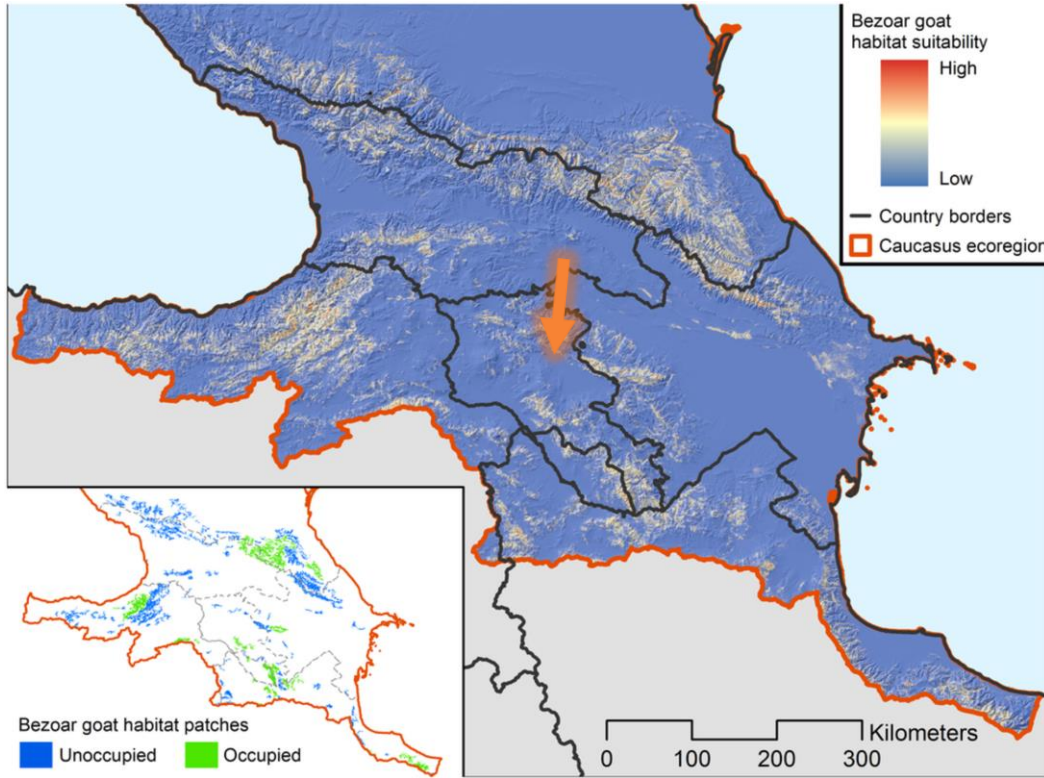 Bezoar goat
habitat suitability
High
Low
Country borders
Caucasus ecoregion
Bezoar goat habitat patches
Unoccupied Occupied
Kilometers
0 100 200 300